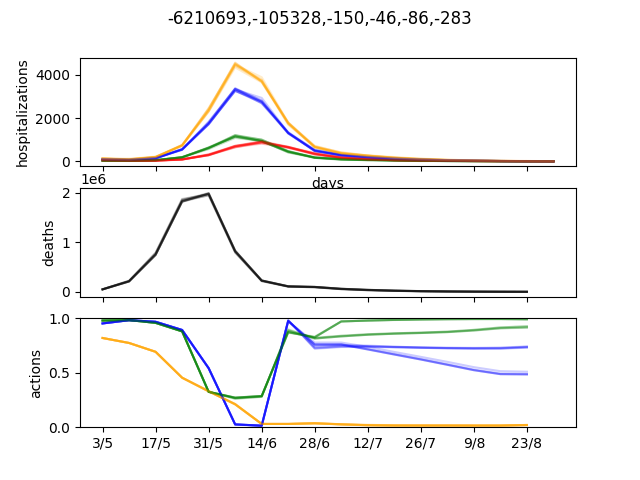 -6210693,-105328,-150,-46,-86,-283
hospitalizations
4000
2000
0
days
1e6
deaths
2
1
0
actions
1.0
0.5
0.0
3/5 17/5 31/5 14/6 28/6 12/7 26/7 9/8 23/8